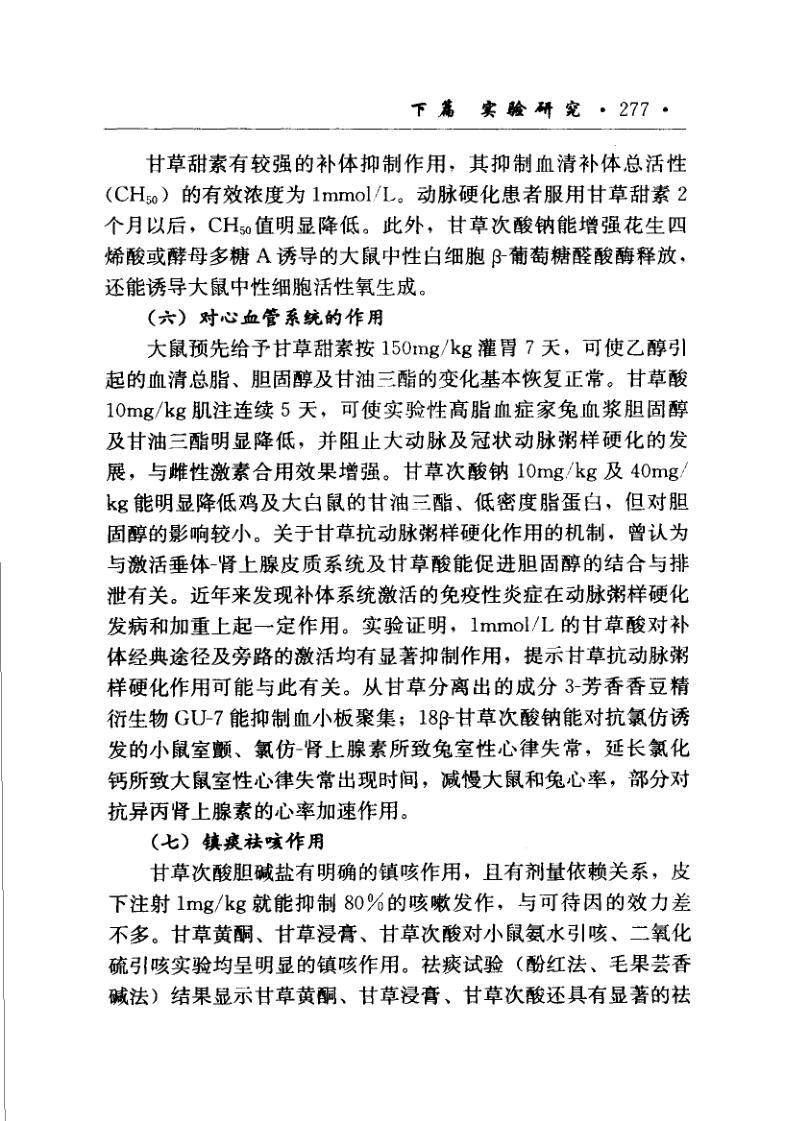 下篇 实验研究 · 277 ·
甘草甜素有较强的补体抑制作用，其抑制血清补体总活性
（CH₅₀）的有效浓度为 1mmol/L。动脉硬化患者服用甘草甜素 2
个月以后，CH₅₀值明显降低。此外，甘草次酸钠能增强花生四
烯酸或酵母多糖 A 诱导的大鼠中性白细胞 β-葡萄糖醛酸酶释放，
还能诱导大鼠中性细胞活性氧生成。
（六）对心血管系统的作用
大鼠预先给予甘草甜素按 150mg/kg 灌胃 7 天，可使乙醇引
起的血清总脂、胆固醇及甘油三酯的变化基本恢复正常。甘草酸
10mg/kg 肌注连续 5 天，可使实验性高脂血症家兔血浆胆固醇
及甘油三酯明显降低，并阻止大动脉及冠状动脉粥样硬化的发
展，与雌性激素合用效果增强。甘草次酸钠 10mg/kg 及 40mg/
kg 能明显降低鸡及大白鼠的甘油三酯、低密度脂蛋白，但对胆
固醇的影响较小。关于甘草抗动脉粥样硬化作用的机制，曾认为
与激活垂体-肾上腺皮质系统及甘草酸能促进胆固醇的结合与排
泄有关。近年来发现补体系统激活的免疫性炎症在动脉粥样硬化
发病和加重上起一定作用。实验证明，1mmol/L 的甘草酸对补
体经典途径及旁路的激活均有显著抑制作用，提示甘草抗动脉粥
样硬化作用可能与此有关。从甘草分离出的成分 3-芳香香豆精
衍生物 GU-7 能抑制血小板聚集；18β-甘草次酸钠能对抗氯仿诱
发的小鼠室颤、氯仿-肾上腺素所致兔室性心律失常，延长氯化
钙所致大鼠室性心律失常出现时间，减慢大鼠和兔心率，部分对
抗异丙肾上腺素的心率加速作用。
（七）镇痰祛咳作用
甘草次酸胆碱盐有明确的镇咳作用，且有剂量依赖关系，皮
下注射 1mg/kg 就能抑制 80%的咳嗽发作，与可待因的效力差
不多。甘草黄酮、甘草浸膏、甘草次酸对小鼠氨水引咳、二氧化
硫引咳实验均呈明显的镇咳作用。祛痰试验（酚红法、毛果芸香
碱法）结果显示甘草黄酮、甘草浸膏、甘草次酸还具有显著的祛